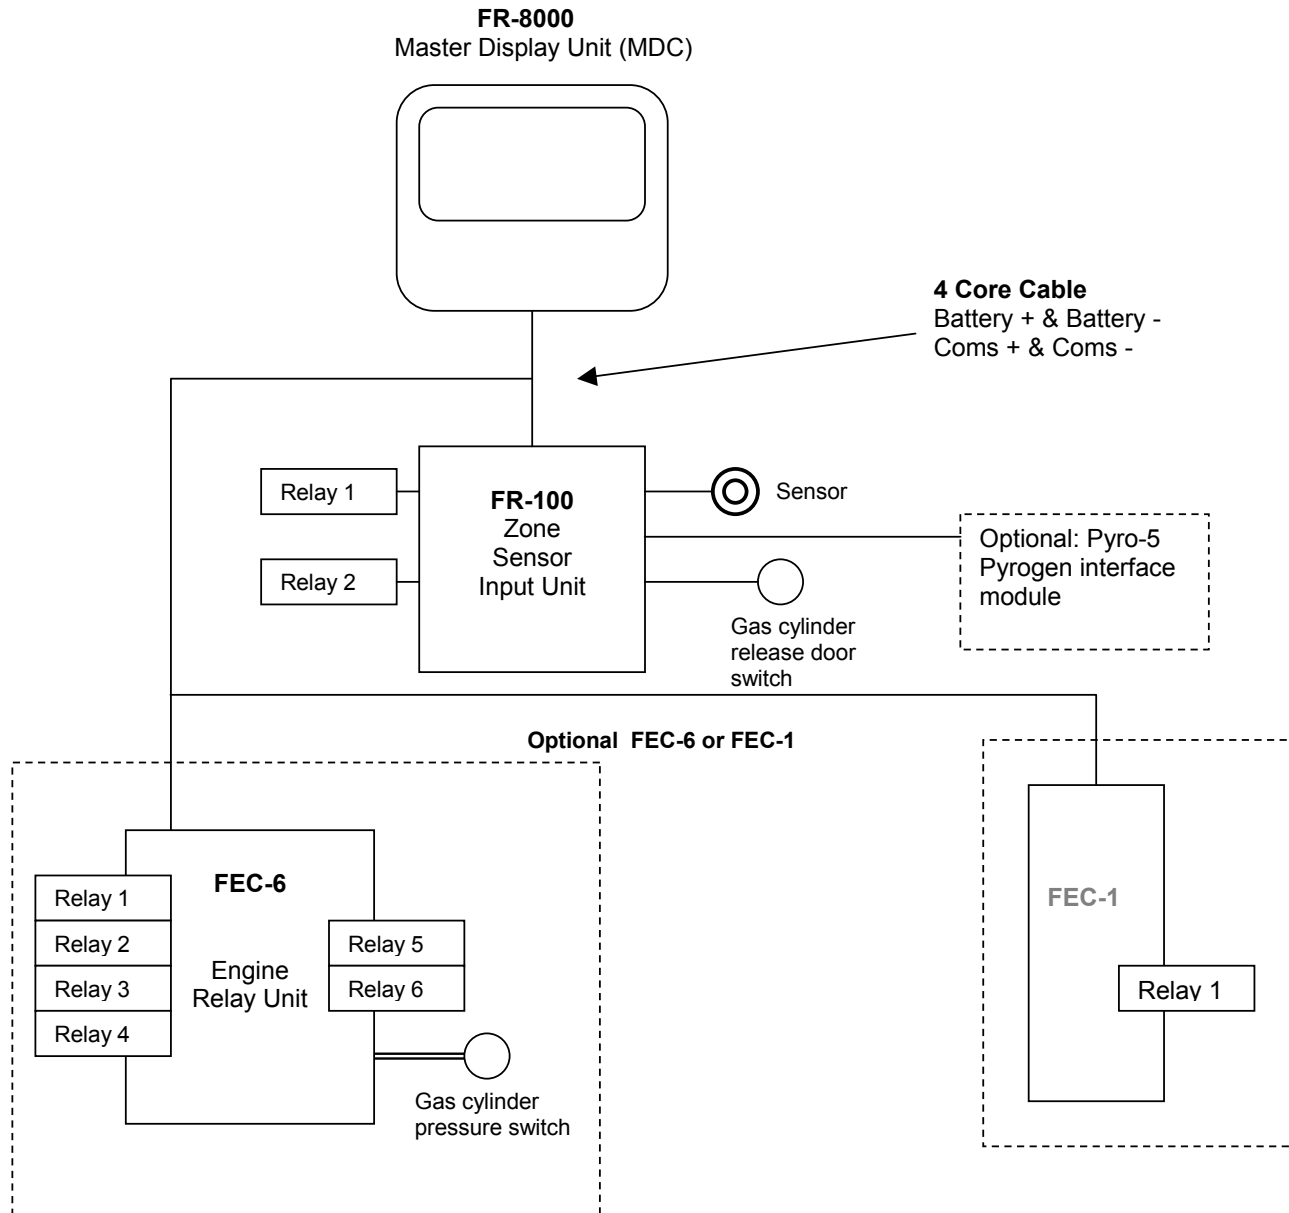 FR-8000
Master Display Unit (MDC)
4 Core Cable
Battery + & Battery -
Coms + & Coms -
Relay 1
Relay 2
FR-100
Zone
Sensor
Input Unit
Sensor
Optional: Pyro-5
Pyrogen interface
module
Gas cylinder
release door
switch
Optional FEC-6 or FEC-1
FEC-6
Engine
Relay Unit
Relay 1
Relay 2
Relay 3
Relay 4
Relay 5
Relay 6
Gas cylinder
pressure switch
FEC-1
Relay 1